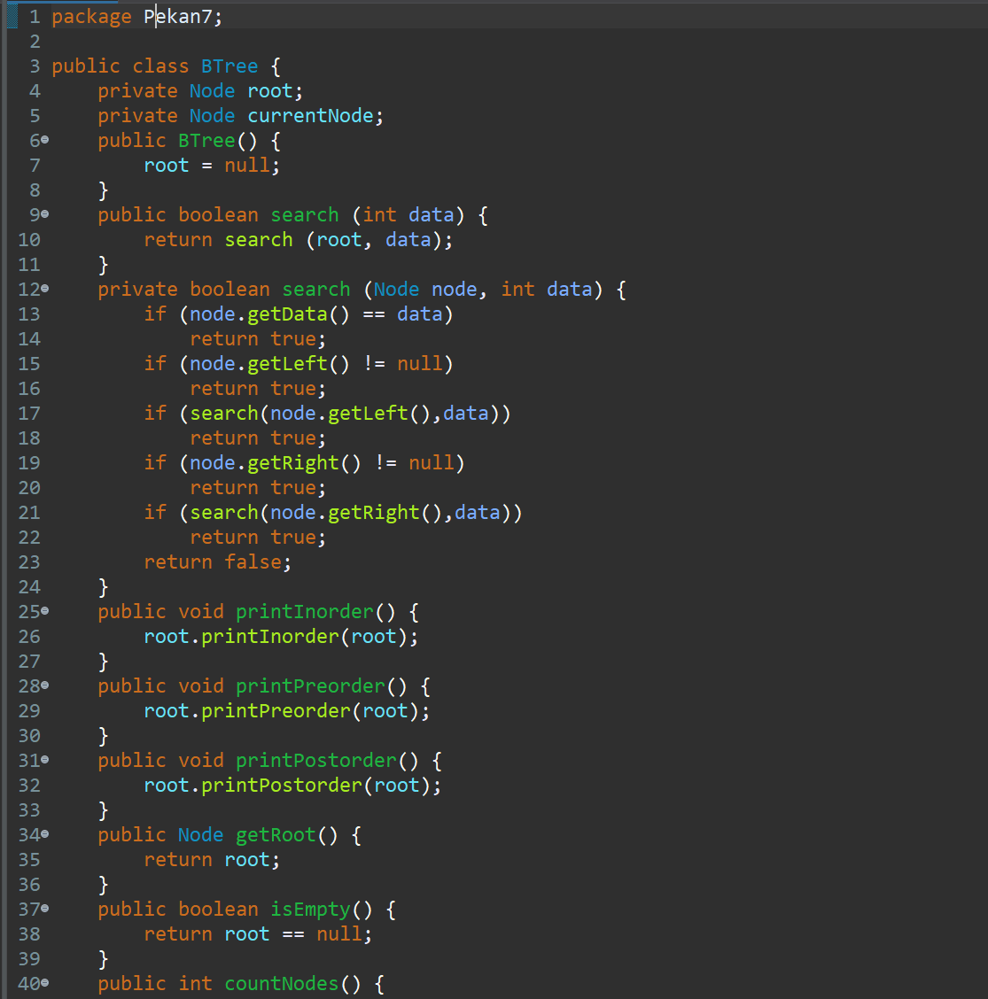 1 package Pekan7;
2
3 public class BTree {
4     private Node root;
5     private Node currentNode;
6     public BTree() {
7         root = null;
8     }
9     public boolean search (int data) {
10         return search (root, data);
11     }
12     private boolean search (Node node, int data) {
13         if (node.getData() == data)
14             return true;
15         if (node.getLeft() != null)
16             return true;
17         if (search(node.getLeft(),data))
18             return true;
19         if (node.getRight() != null)
20             return true;
21         if (search(node.getRight(),data))
22             return true;
23         return false;
24     }
25     public void printInorder() {
26         root.printInorder(root);
27     }
28     public void printPreorder() {
29         root.printPreorder(root);
30     }
31     public void printPostorder() {
32         root.printPostorder(root);
33     }
34     public Node getRoot() {
35         return root;
36     }
37     public boolean isEmpty() {
38         return root == null;
39     }
40     public int countNodes() {